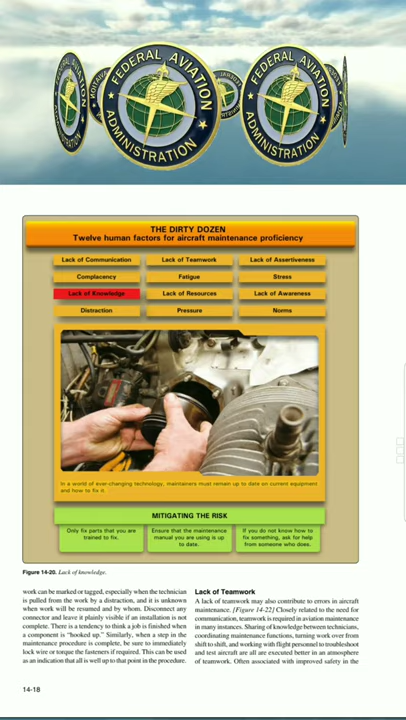 FEDERAL AVIATION
ADMINISTRATION
FEDERAL AVIATION
ADMINISTRATION
THE DIRTY DOZEN
Twelve human factors for aircraft maintenance proficiency
Lack of Communication Lack of Teamwork Lack of Assertiveness
Complacency Fatigue Stress
Lack of Knowledge Lack of Resources Lack of Awareness
Distraction Pressure Norms
In a world of ever-changing technology, maintainers must remain up to date on current equipment
and how to fix it.
MITIGATING THE RISK
Only fix parts that you are
trained to fix.
Ensure that the maintenance
manual you are using is up
to date.
If you do not know how to
fix something, ask for help
from someone who does.
Figure 14-20. Lack of knowledge.
work can be marked or tagged, especially when the technician
is pulled from the work by a distraction, and it is unknown
when work will be resumed and by whom. Disconnect any
connector and leave it plainly visible if an installation is not
complete. There is a tendency to think a job is finished when
a component is “hooked up.” Similarly, when a step in the
maintenance procedure is complete, be sure to immediately
lock wire or torque the fasteners if required. This can be used
as an indication that all is well up to that point in the procedure.
Lack of Teamwork
A lack of teamwork may also contribute to errors in aircraft
maintenance. [Figure 14-22] Closely related to the need for
communication, teamwork is required in aviation maintenance
in many instances. Sharing of knowledge between technicians,
coordinating maintenance functions, turning work over from
shift to shift, and working with flight personnel to troubleshoot
and test aircraft are all are executed better in an atmosphere
of teamwork. Often associated with improved safety in the
14-18